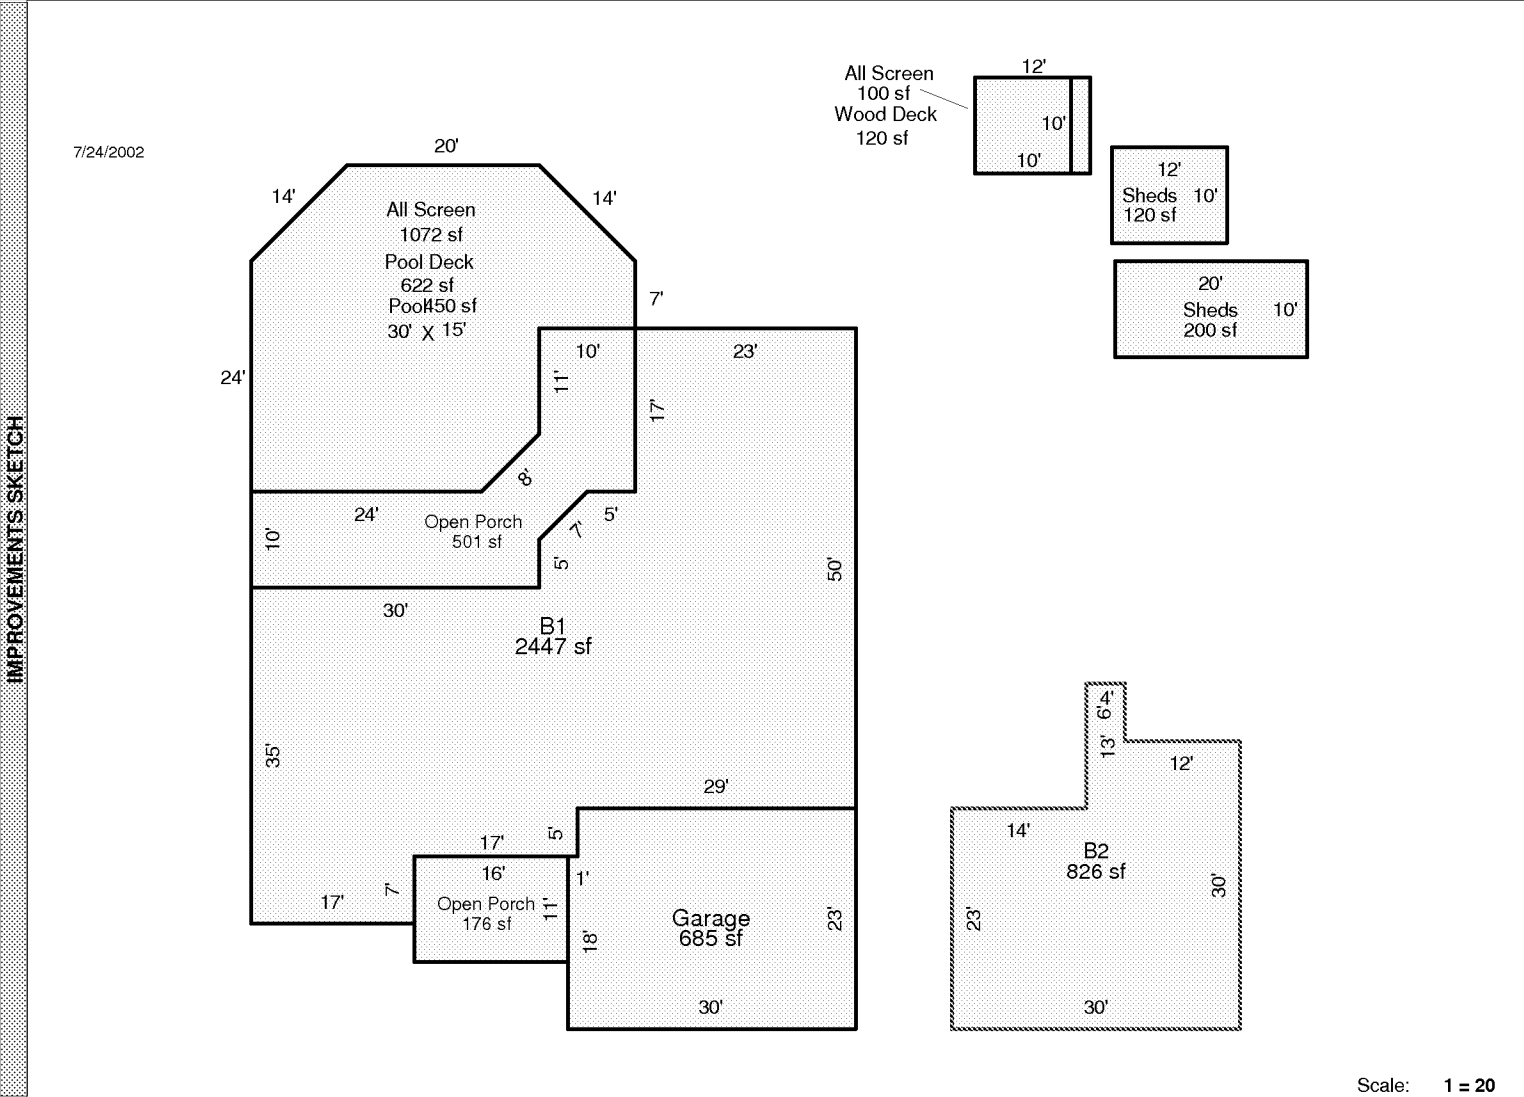 IMPROVEMENTS SKETCH
7/24/2002
20'
14'
14'
All Screen
1072 sf
Pool Deck
622 sf
Pool450 sf
30' X 15'
7'
24'
10'
23'
11'
17'
8'
24'
10'
Open Porch
501 sf
7'
5'
5'
50'
30'
B1
2447 sf
35'
29'
5'
17'
16'
7'
1'
17'
Open Porch
176 sf
11'
18'
Garage
685 sf
23'
30'
All Screen
100 sf
Wood Deck
120 sf
12'
10'
10'
12'
Sheds 10'
120 sf
20'
Sheds 10'
200 sf
4'
6'
13'
12'
14'
B2
826 sf
30'
23'
30'
Scale: 1 = 20